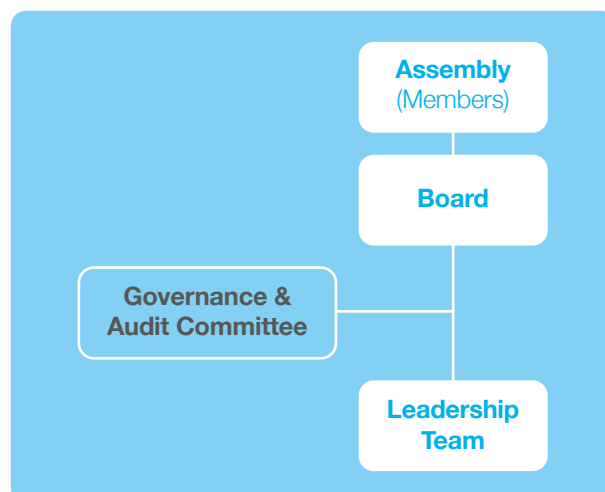 Assembly
(Members)
Board
Governance &
Audit Committee
Leadership
Team